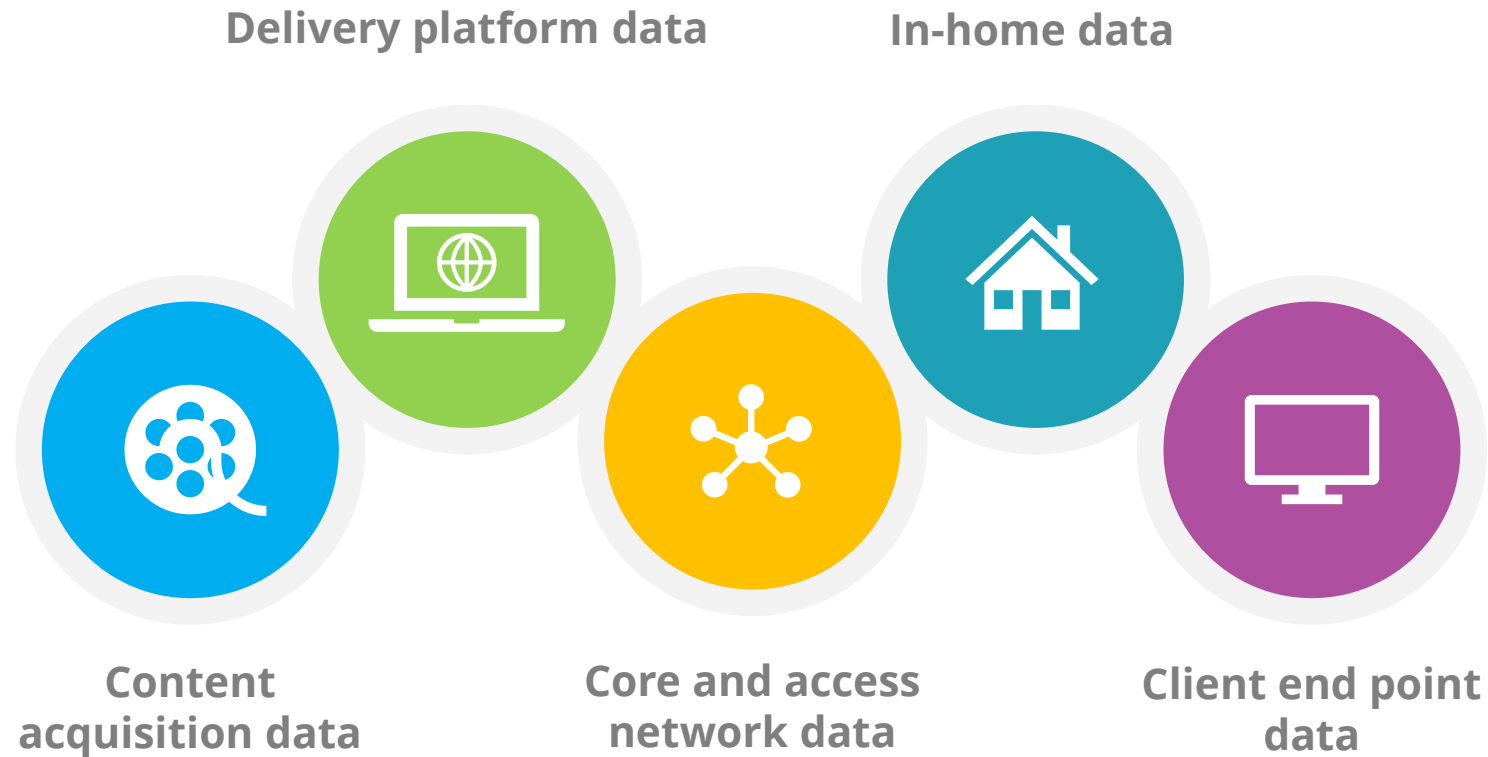 Delivery platform data
In-home data
Content
acquisition data
Core and access
network data
Client end point
data